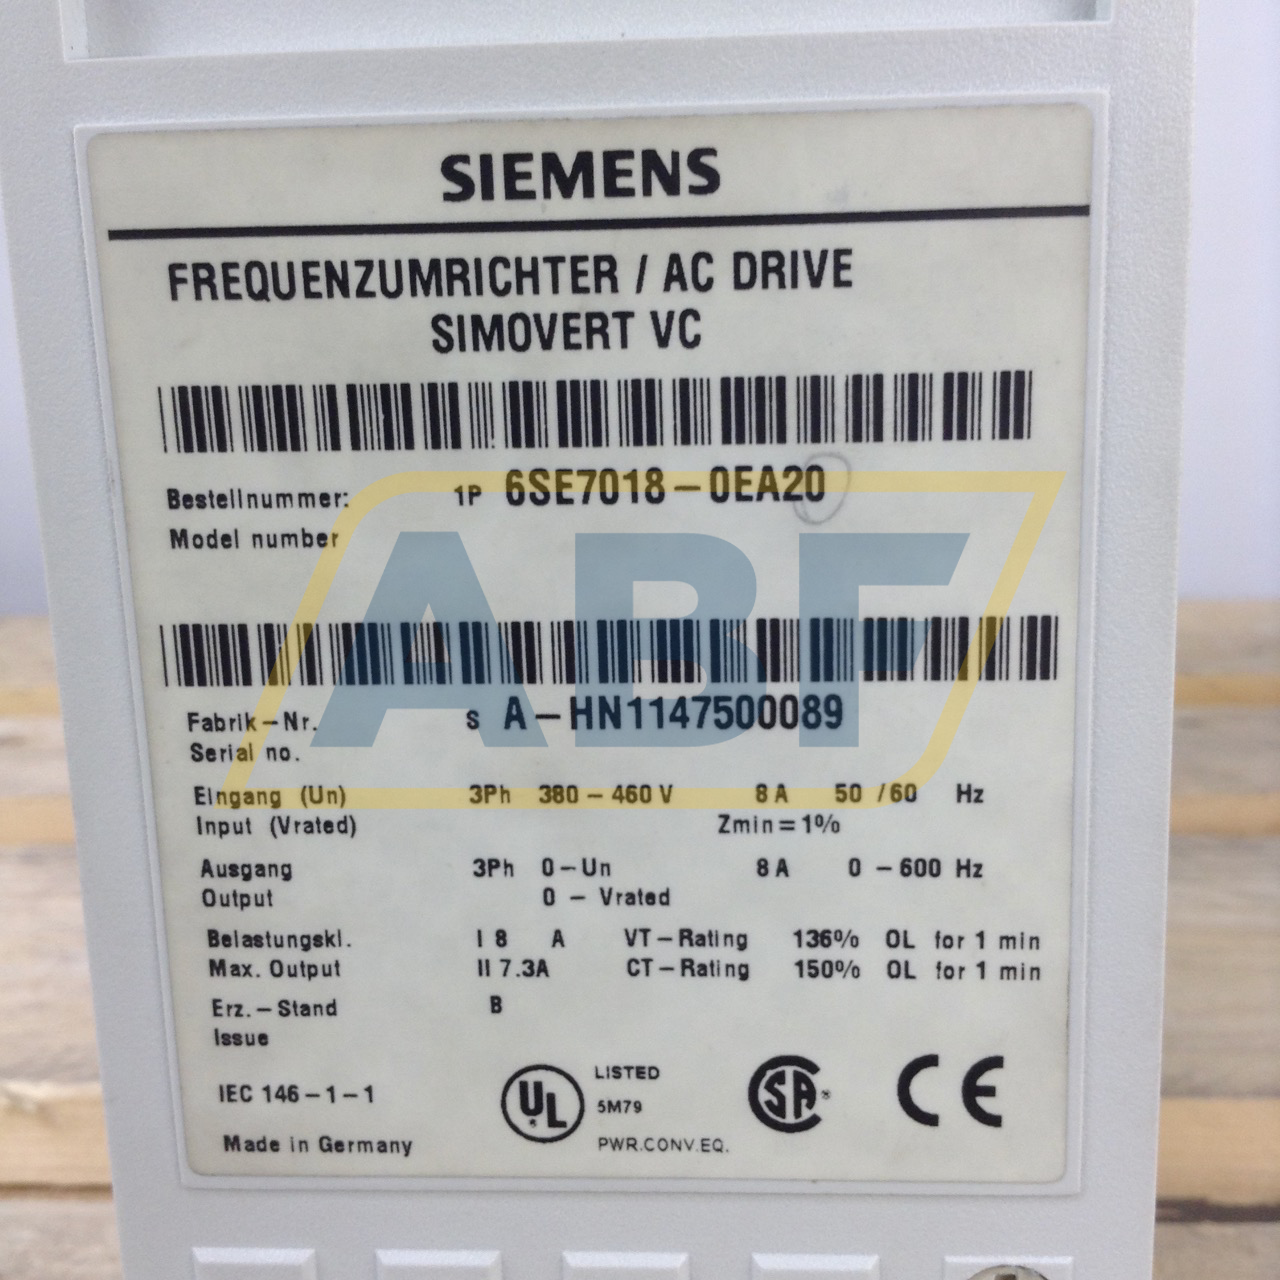 SIEMENS
FREQUENZUMRICHTER / AC DRIVE
SIMOVERT VC
Bestellnummer: 1P 6SE7018-0EA20
Model number
Fabrik-Nr. S A-HN1147500089
Serial no.
Eingang (Un) 3Ph 380-460 V 8 A 50 /60 Hz
Input (Vrated) Zmin=1%
Ausgang 3Ph 0-Un 8 A 0 -600 Hz
Output 0 - Vrated
Belastungskl. I 8 A VT-Rating 136% OL for 1 min
Max. Output II 7.3A CT-Rating 150% OL for 1 min
Erz.-Stand B
Issue
IEC 146-1-1
Made in Germany
UL
LISTED
5M79
PWR.CONV.EQ.
SA
CE
ABF